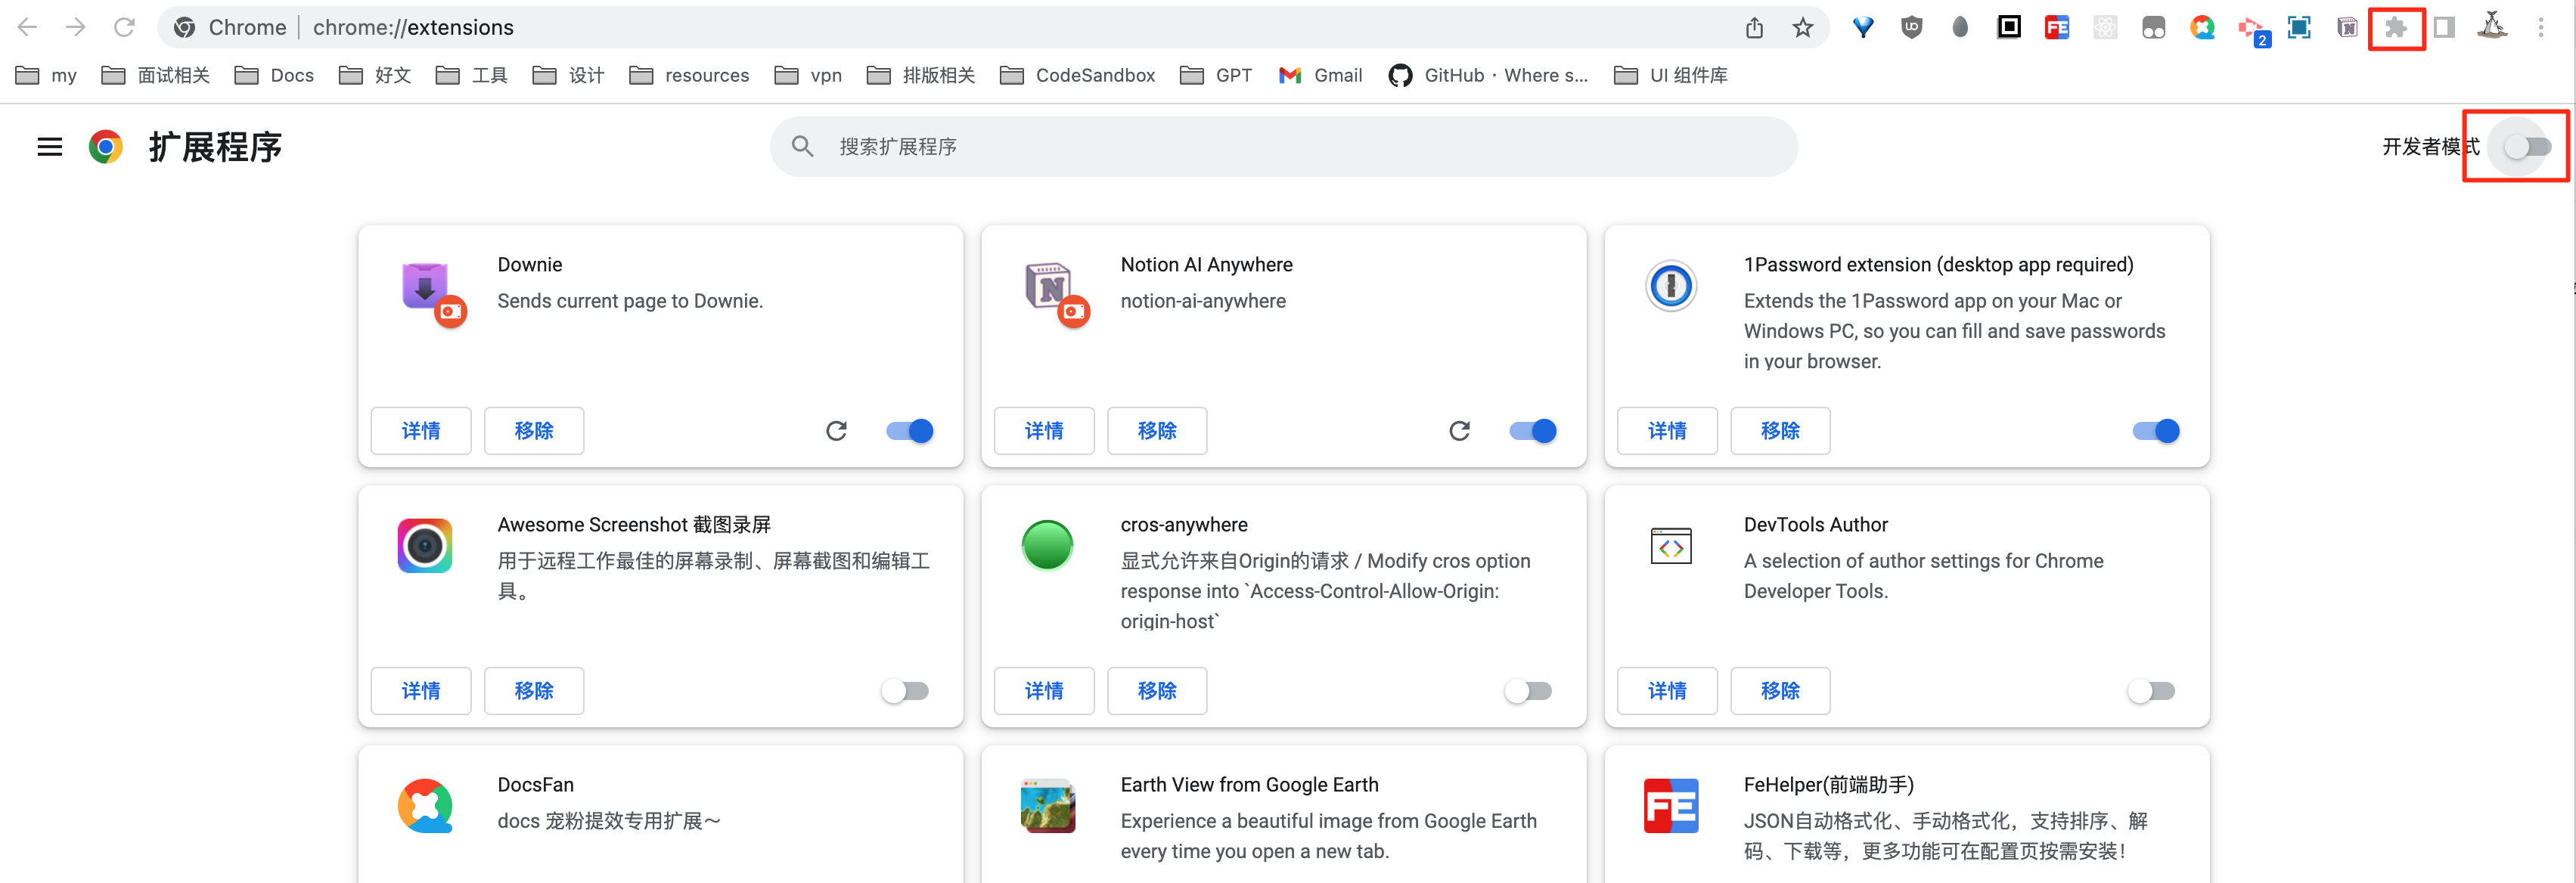 Chrome | chrome://extensions
2
my 面试相关 Docs 好文 工具 设计 resources vpn 排版相关 CodeSandbox GPT Gmail GitHub · Where s... UI 组件库
扩展程序
搜索扩展程序
开发者模式
Downie
Sends current page to Downie.
详情 移除
Notion AI Anywhere
notion-ai-anywhere
详情 移除
1Password extension (desktop app required)
Extends the 1Password app on your Mac or
Windows PC, so you can fill and save passwords
in your browser.
详情 移除
Awesome Screenshot 截图录屏
用于远程工作最佳的屏幕录制、屏幕截图和编辑工
具。
详情 移除
cros-anywhere
显式允许来自Origin的请求 / Modify cros option
response into `Access-Control-Allow-Origin:
origin-host`
详情 移除
DevTools Author
A selection of author settings for Chrome
Developer Tools.
详情 移除
DocsFan
docs 宠粉提效专用扩展～
Earth View from Google Earth
Experience a beautiful image from Google Earth
every time you open a new tab.
FE
FeHelper(前端助手)
JSON自动格式化、手动格式化，支持排序、解
码、下载等，更多功能可在配置页按需安装！